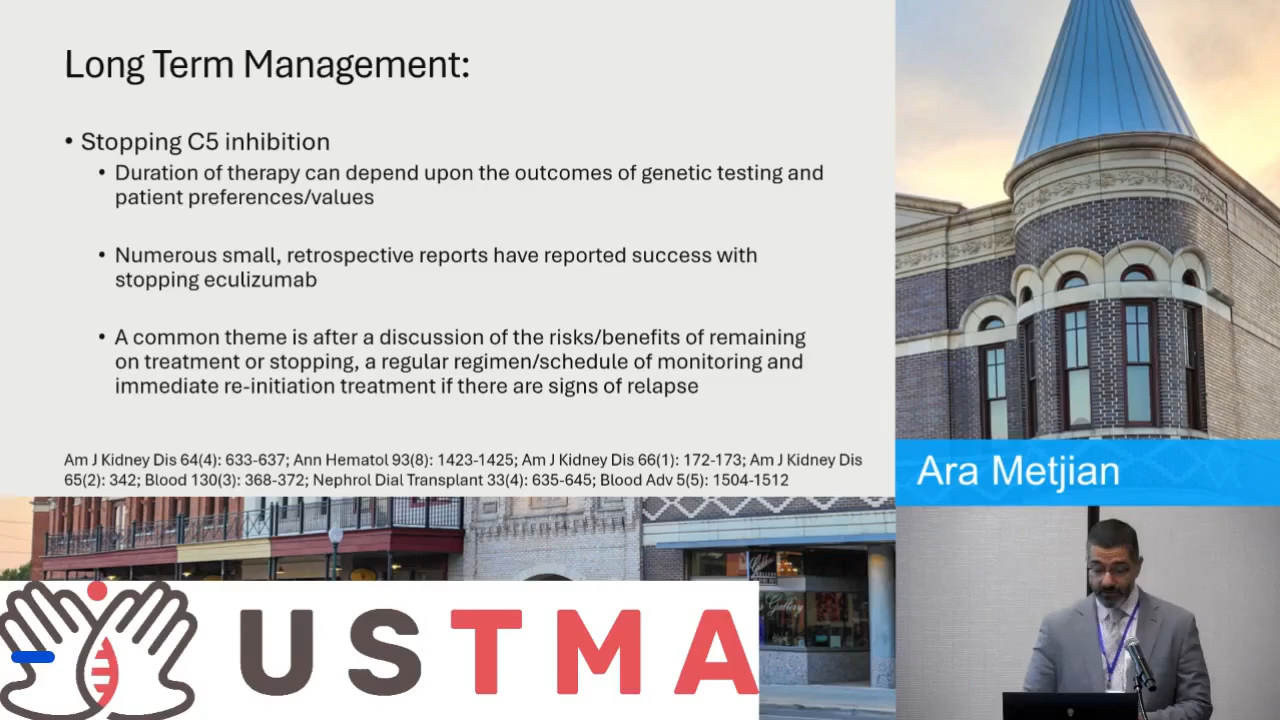 Long Term Management:
• Stopping C5 inhibition
• Duration of therapy can depend upon the outcomes of genetic testing and
patient preferences/values
• Numerous small, retrospective reports have reported success with
stopping eculizumab
• A common theme is after a discussion of the risks/benefits of remaining
on treatment or stopping, a regular regimen/schedule of monitoring and
immediate re-initiation treatment if there are signs of relapse
Am J Kidney Dis 64(4): 633-637; Ann Hematol 93(8): 1423-1425; Am J Kidney Dis 66(1): 172-173; Am J Kidney Dis
65(2): 342; Blood 130(3): 368-372; Nephrol Dial Transplant 33(4): 635-645; Blood Adv 5(5): 1504-1512
Ara Metjian
Gallery
USTMA